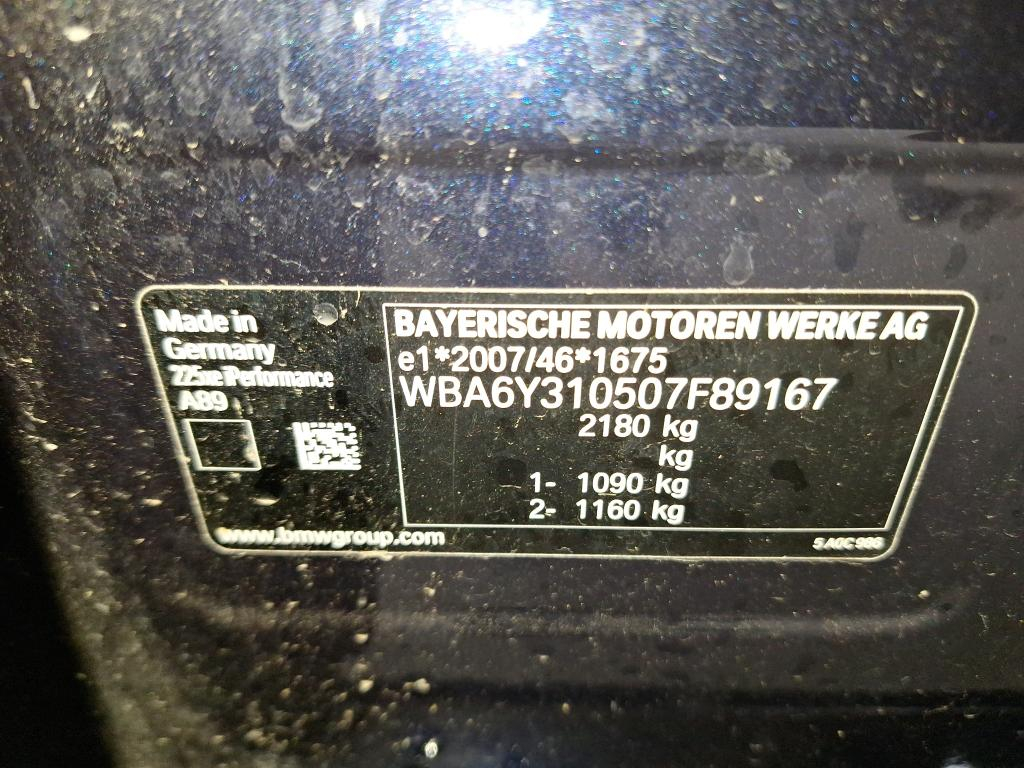 Made in
Germany
225xe iPerformance
A89
www.bmwgroup.com
BAYERISCHE MOTOREN WERKE AG
e1*2007/46*1675
WBA6Y310507F89167
2180 kg
kg
1- 1090 kg
2- 1160 kg